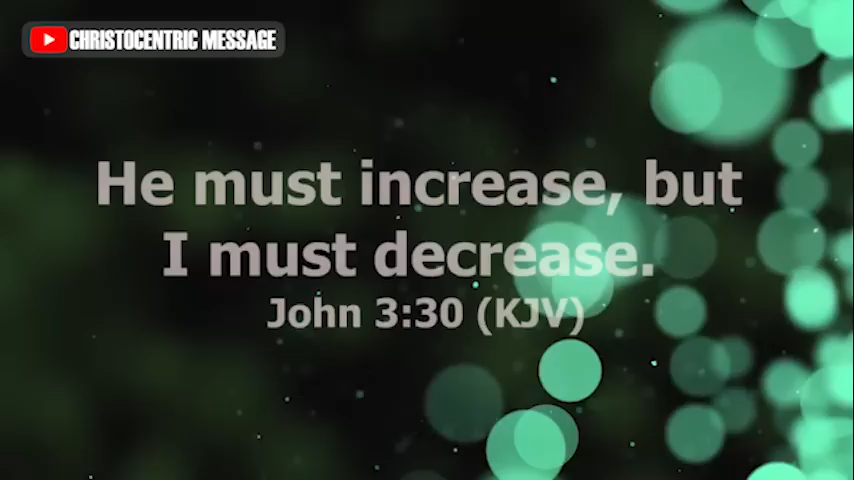 CHRISTOCENTRIC MESSAGE
He must increase, but
I must decrease.
John 3:30 (KJV)